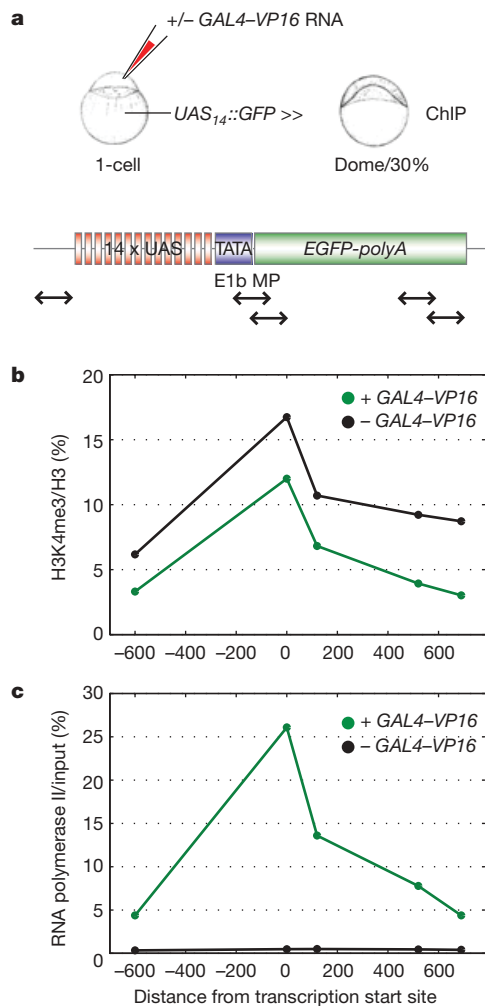 a
+/– GAL4–VP16 RNA
UAS14::GFP >>
ChIP
1-cell
Dome/30%
14 x UAS
TATA
EGFP-polyA
E1b MP
b
20
15
10
5
0
H3K4me3/H3 (%)
+ GAL4–VP16
– GAL4–VP16
–600 –400 –200 0 200 400 600
c
30
25
20
15
10
5
0
RNA polymerase II/input (%)
+ GAL4–VP16
– GAL4–VP16
–600 –400 –200 0 200 400 600
Distance from transcription start site